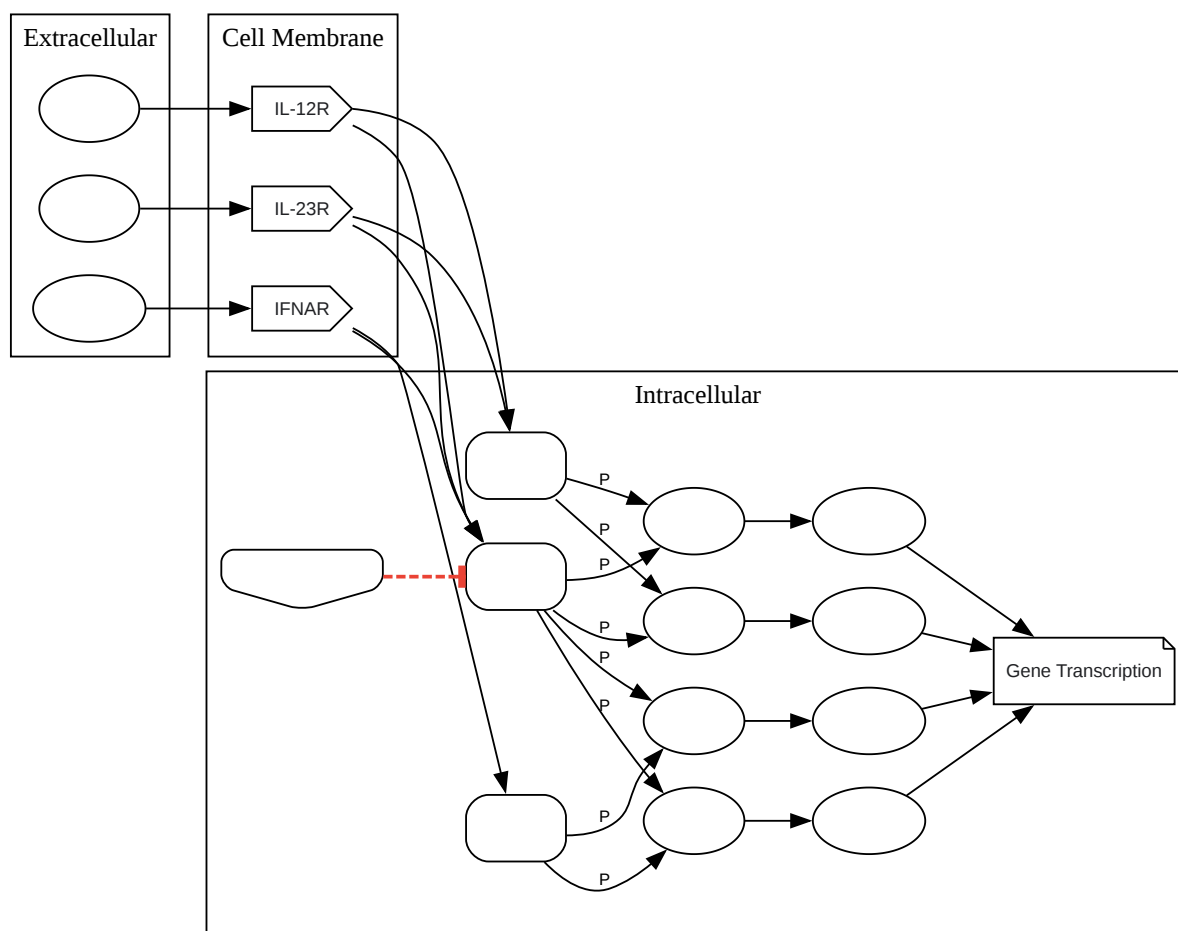 Extracellular
Cell Membrane
IL-12R
IL-23R
IFNAR
Intracellular
P
P
P
P
P
P
P
P
Gene Transcription